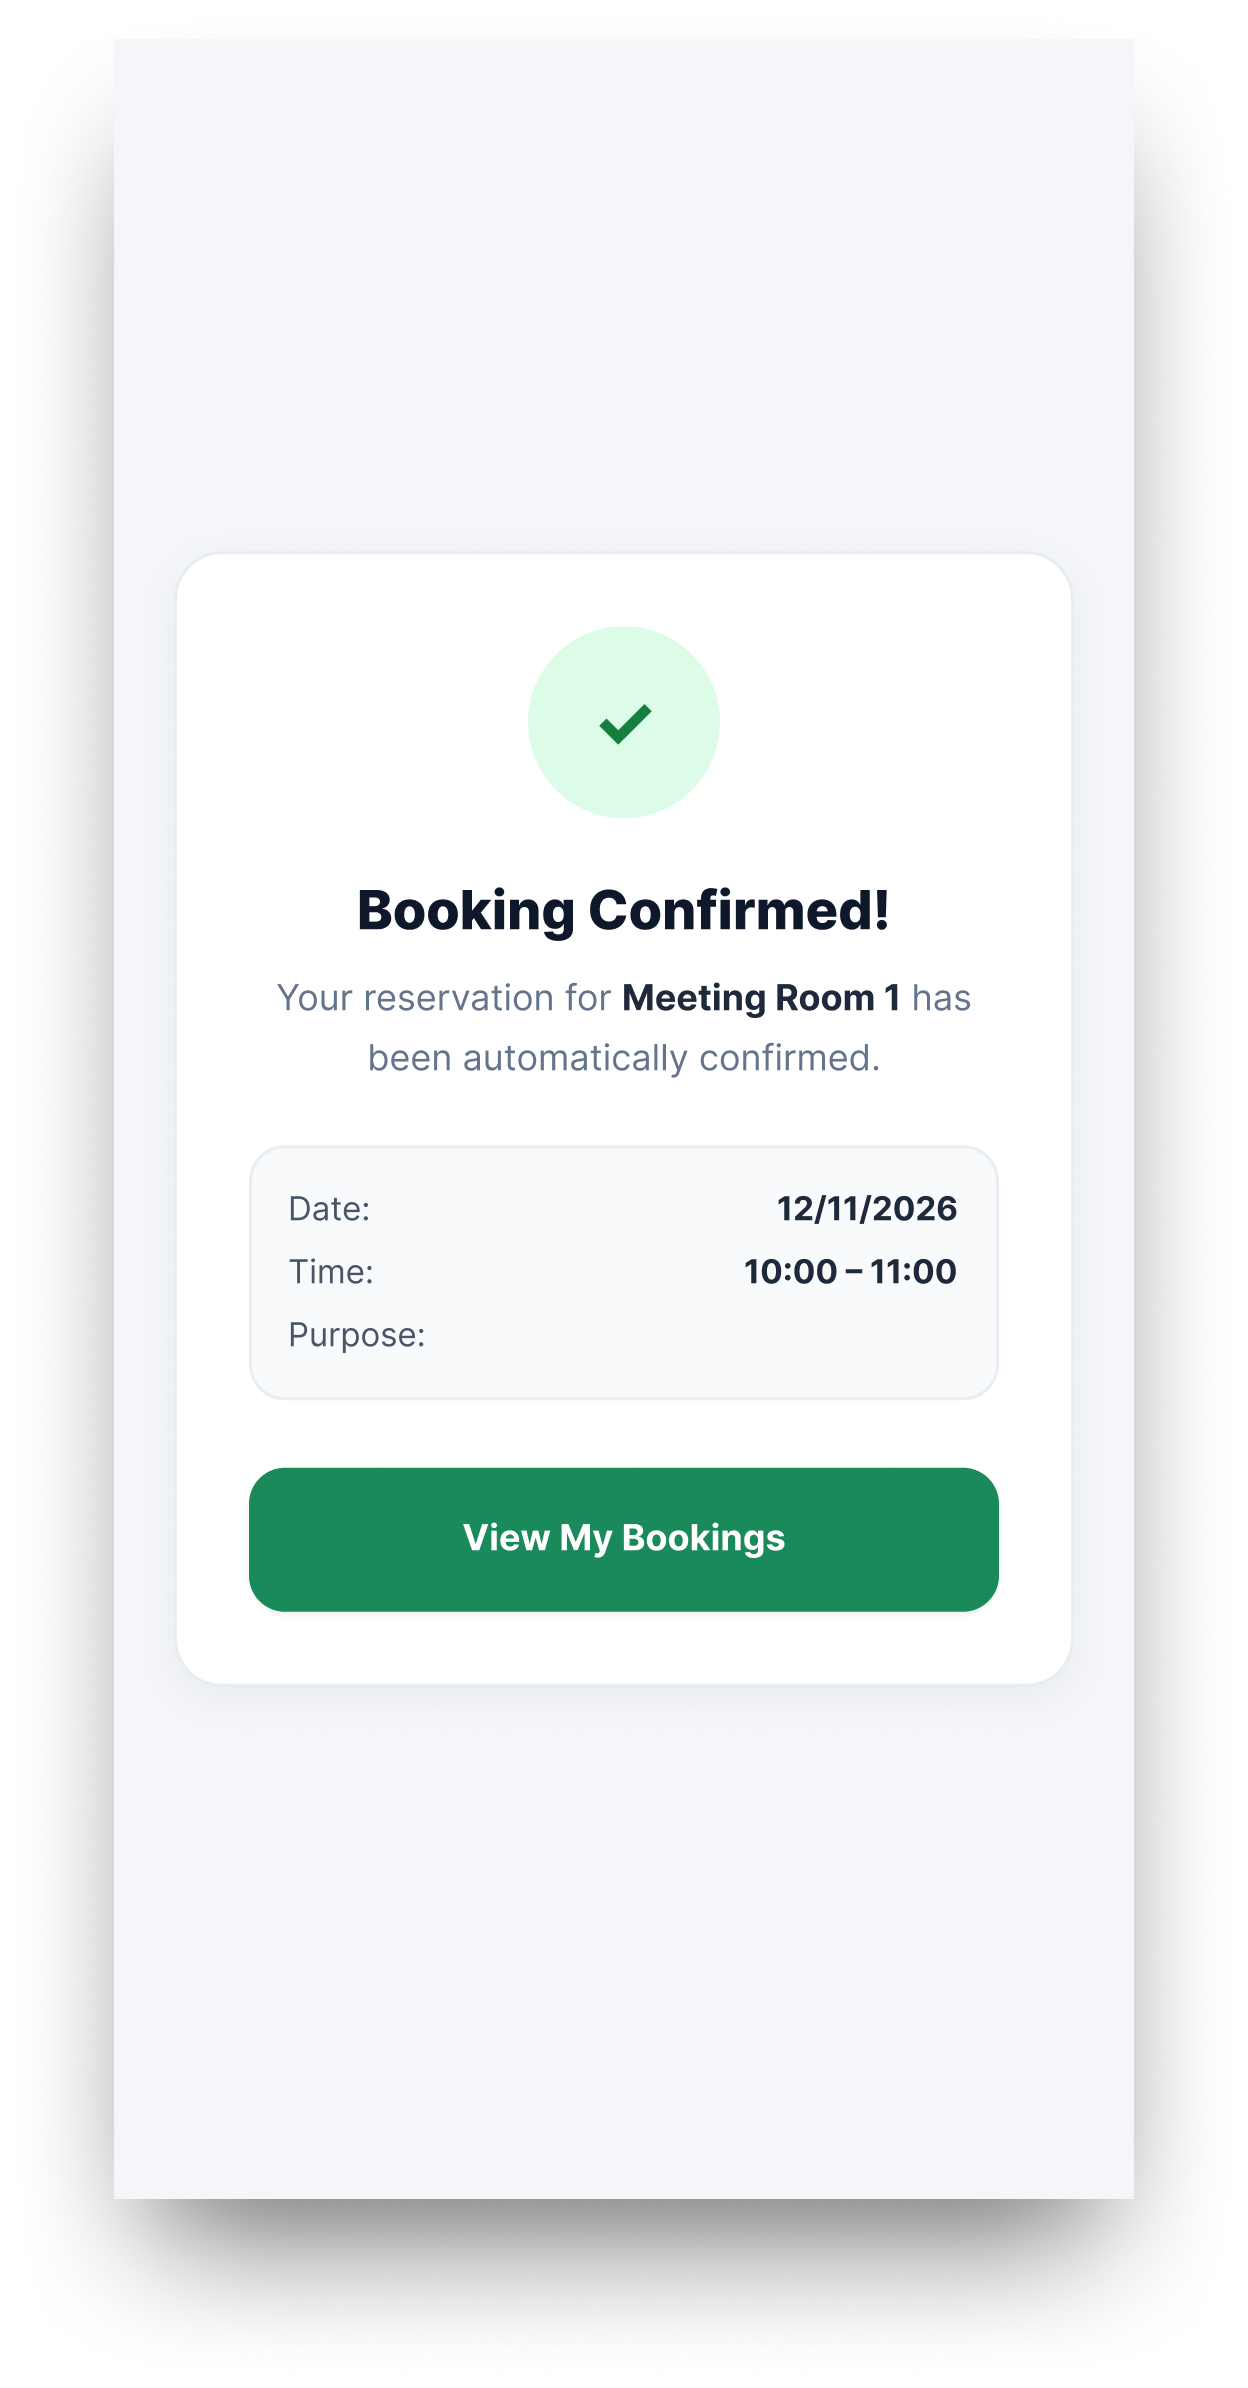 Booking Confirmed!
Your reservation for Meeting Room 1 has
been automatically confirmed.
Date: 12/11/2026
Time: 10:00 – 11:00
Purpose:
View My Bookings